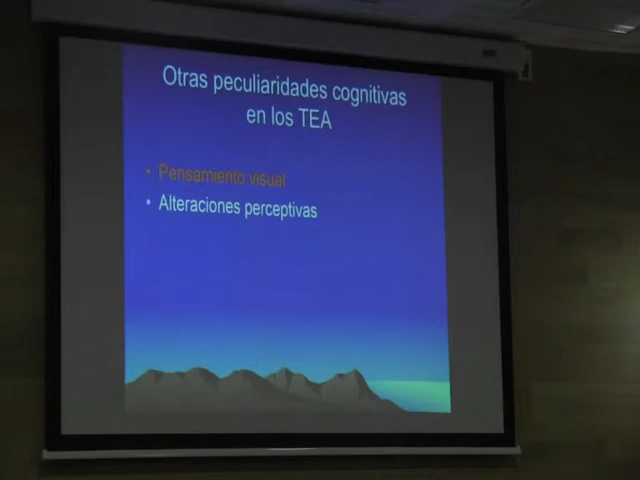 Otras peculiaridades cognitivas
en los TEA
• Pensamiento visual
• Alteraciones perceptivas